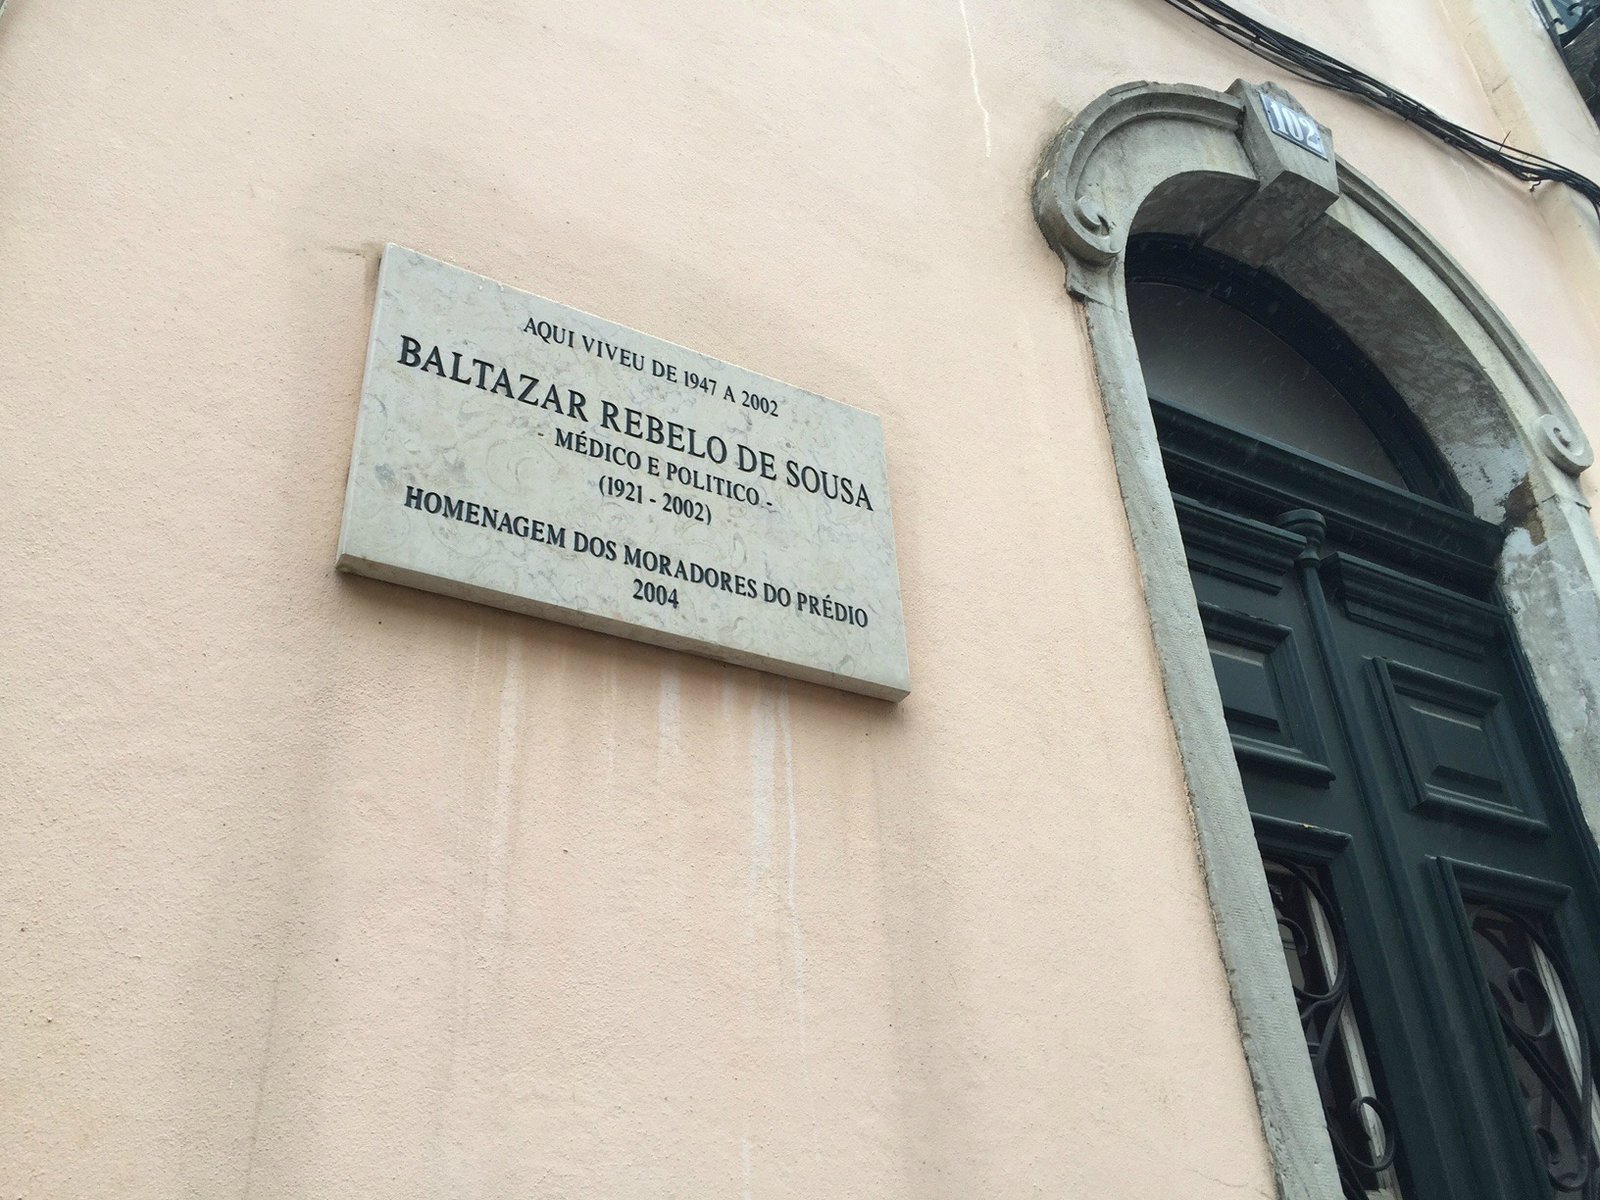 AQUI VIVEU DE 1947 A 2002
BALTAZAR REBELO DE SOUSA
- MÉDICO E POLITICO -
(1921 - 2002)
HOMENAGEM DOS MORADORES DO PRÉDIO
2004
102